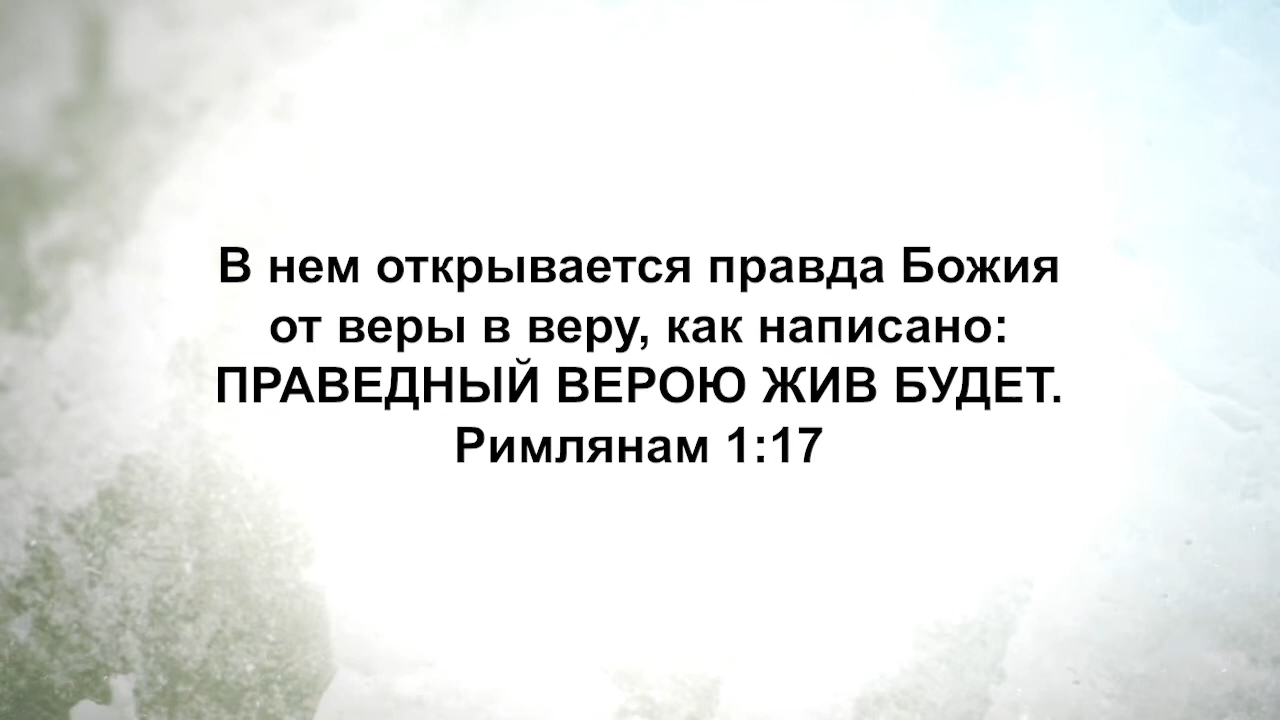 В нем открывается правда Божия
от веры в веру, как написано:
ПРАВЕДНЫЙ ВЕРОЮ ЖИВ БУДЕТ.
Римлянам 1:17